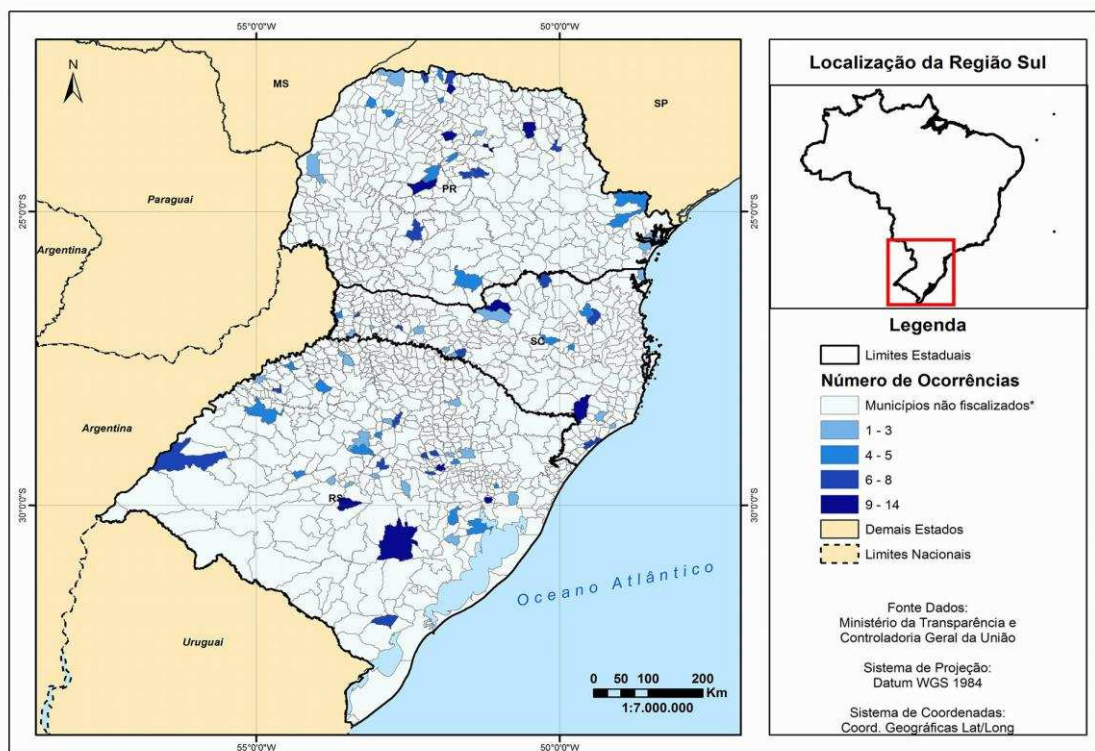 55°0'0"W
50°0'0"W
N
MS
SP
Paraguai
PR
25°0'0"S
25°0'0"S
Argentina
SC
Argentina
RS
30°0'0"S
30°0'0"S
Oceano Atlântico
Uruguai
0 50 100 200
Km
1:7.000.000
55°0'0"W
50°0'0"W
Localização da Região Sul
Legenda
Limites Estaduais
Número de Ocorrências
Municípios não fiscalizados*
1 - 3
4 - 5
6 - 8
9 - 14
Demais Estados
Limites Nacionais
Fonte Dados:
Ministério da Transparência e
Controladoria Geral da União
Sistema de Projeção:
Datum WGS 1984
Sistema de Coordenadas:
Coord. Geográficas Lat/Long